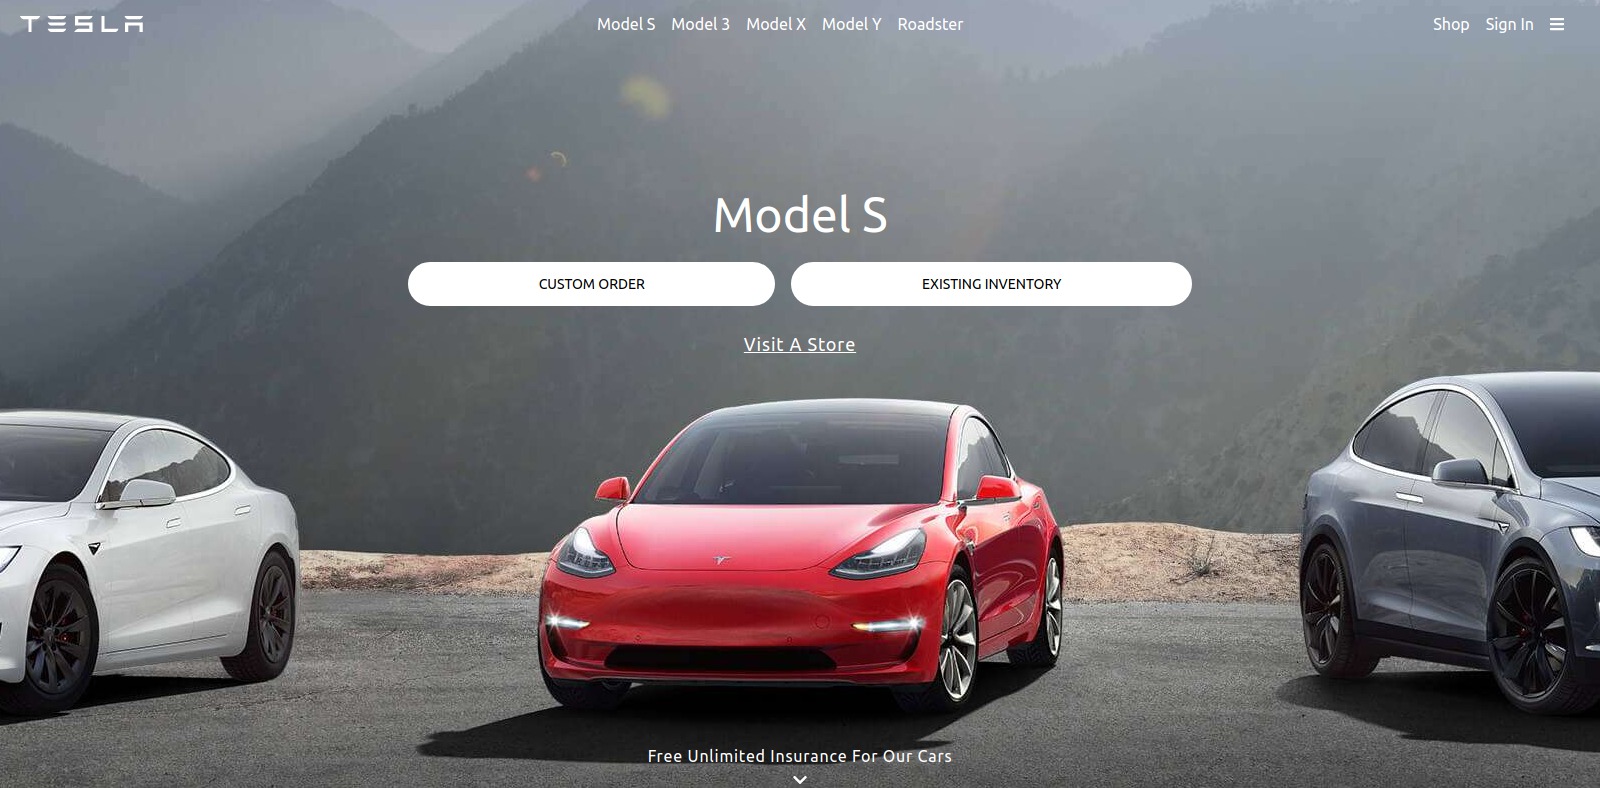 TESLA
Model S Model 3 Model X Model Y Roadster
Shop Sign In
Model S
CUSTOM ORDER
EXISTING INVENTORY
Visit A Store
Free Unlimited Insurance For Our Cars